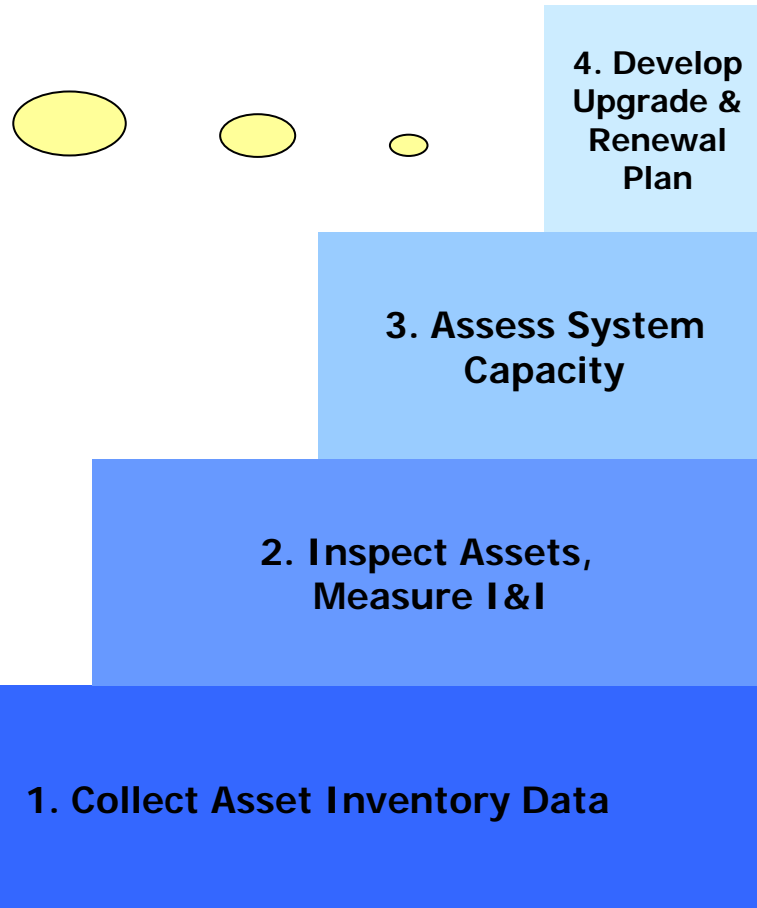 4. Develop
Upgrade &
Renewal
Plan
3. Assess System
Capacity
2. Inspect Assets,
Measure I&I
1. Collect Asset Inventory Data